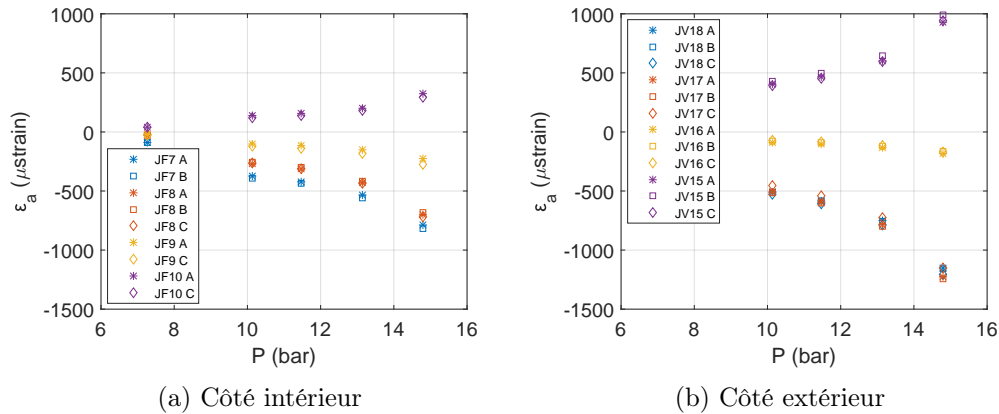 1000
500
0
-500
-1000
-1500
ε_a (μstrain)
JF7 A
JF7 B
JF8 A
JF8 B
JF8 C
JF9 A
JF9 C
JF10 A
JF10 C
6 8 10 12 14 16
P (bar)
(a) Côté intérieur
1000
500
0
-500
-1000
-1500
ε_a (μstrain)
JV18 A
JV18 B
JV18 C
JV17 A
JV17 B
JV17 C
JV16 A
JV16 B
JV16 C
JV15 A
JV15 B
JV15 C
6 8 10 12 14 16
P (bar)
(b) Côté extérieur